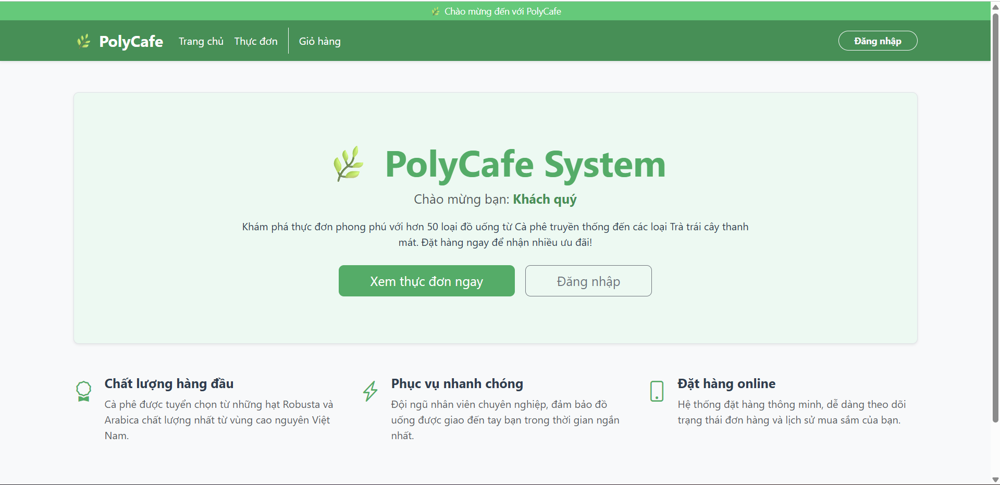 🌿 Chào mừng đến với PolyCafe
🌿 PolyCafe
Trang chủ
Thực đơn
Giỏ hàng
Đăng nhập
🌿 PolyCafe System
Chào mừng bạn: Khách quý
Khám phá thực đơn phong phú với hơn 50 loại đồ uống từ Cà phê truyền thống đến các loại Trà trái cây thanh
mát. Đặt hàng ngay để nhận nhiều ưu đãi!
Xem thực đơn ngay
Đăng nhập
Chất lượng hàng đầu
Cà phê được tuyển chọn từ những hạt Robusta và
Arabica chất lượng nhất từ vùng cao nguyên Việt
Nam.
Phục vụ nhanh chóng
Đội ngũ nhân viên chuyên nghiệp, đảm bảo đồ
uống được giao đến tay bạn trong thời gian ngắn
nhất.
Đặt hàng online
Hệ thống đặt hàng thông minh, dễ dàng theo dõi
trạng thái đơn hàng và lịch sử mua sắm của bạn.